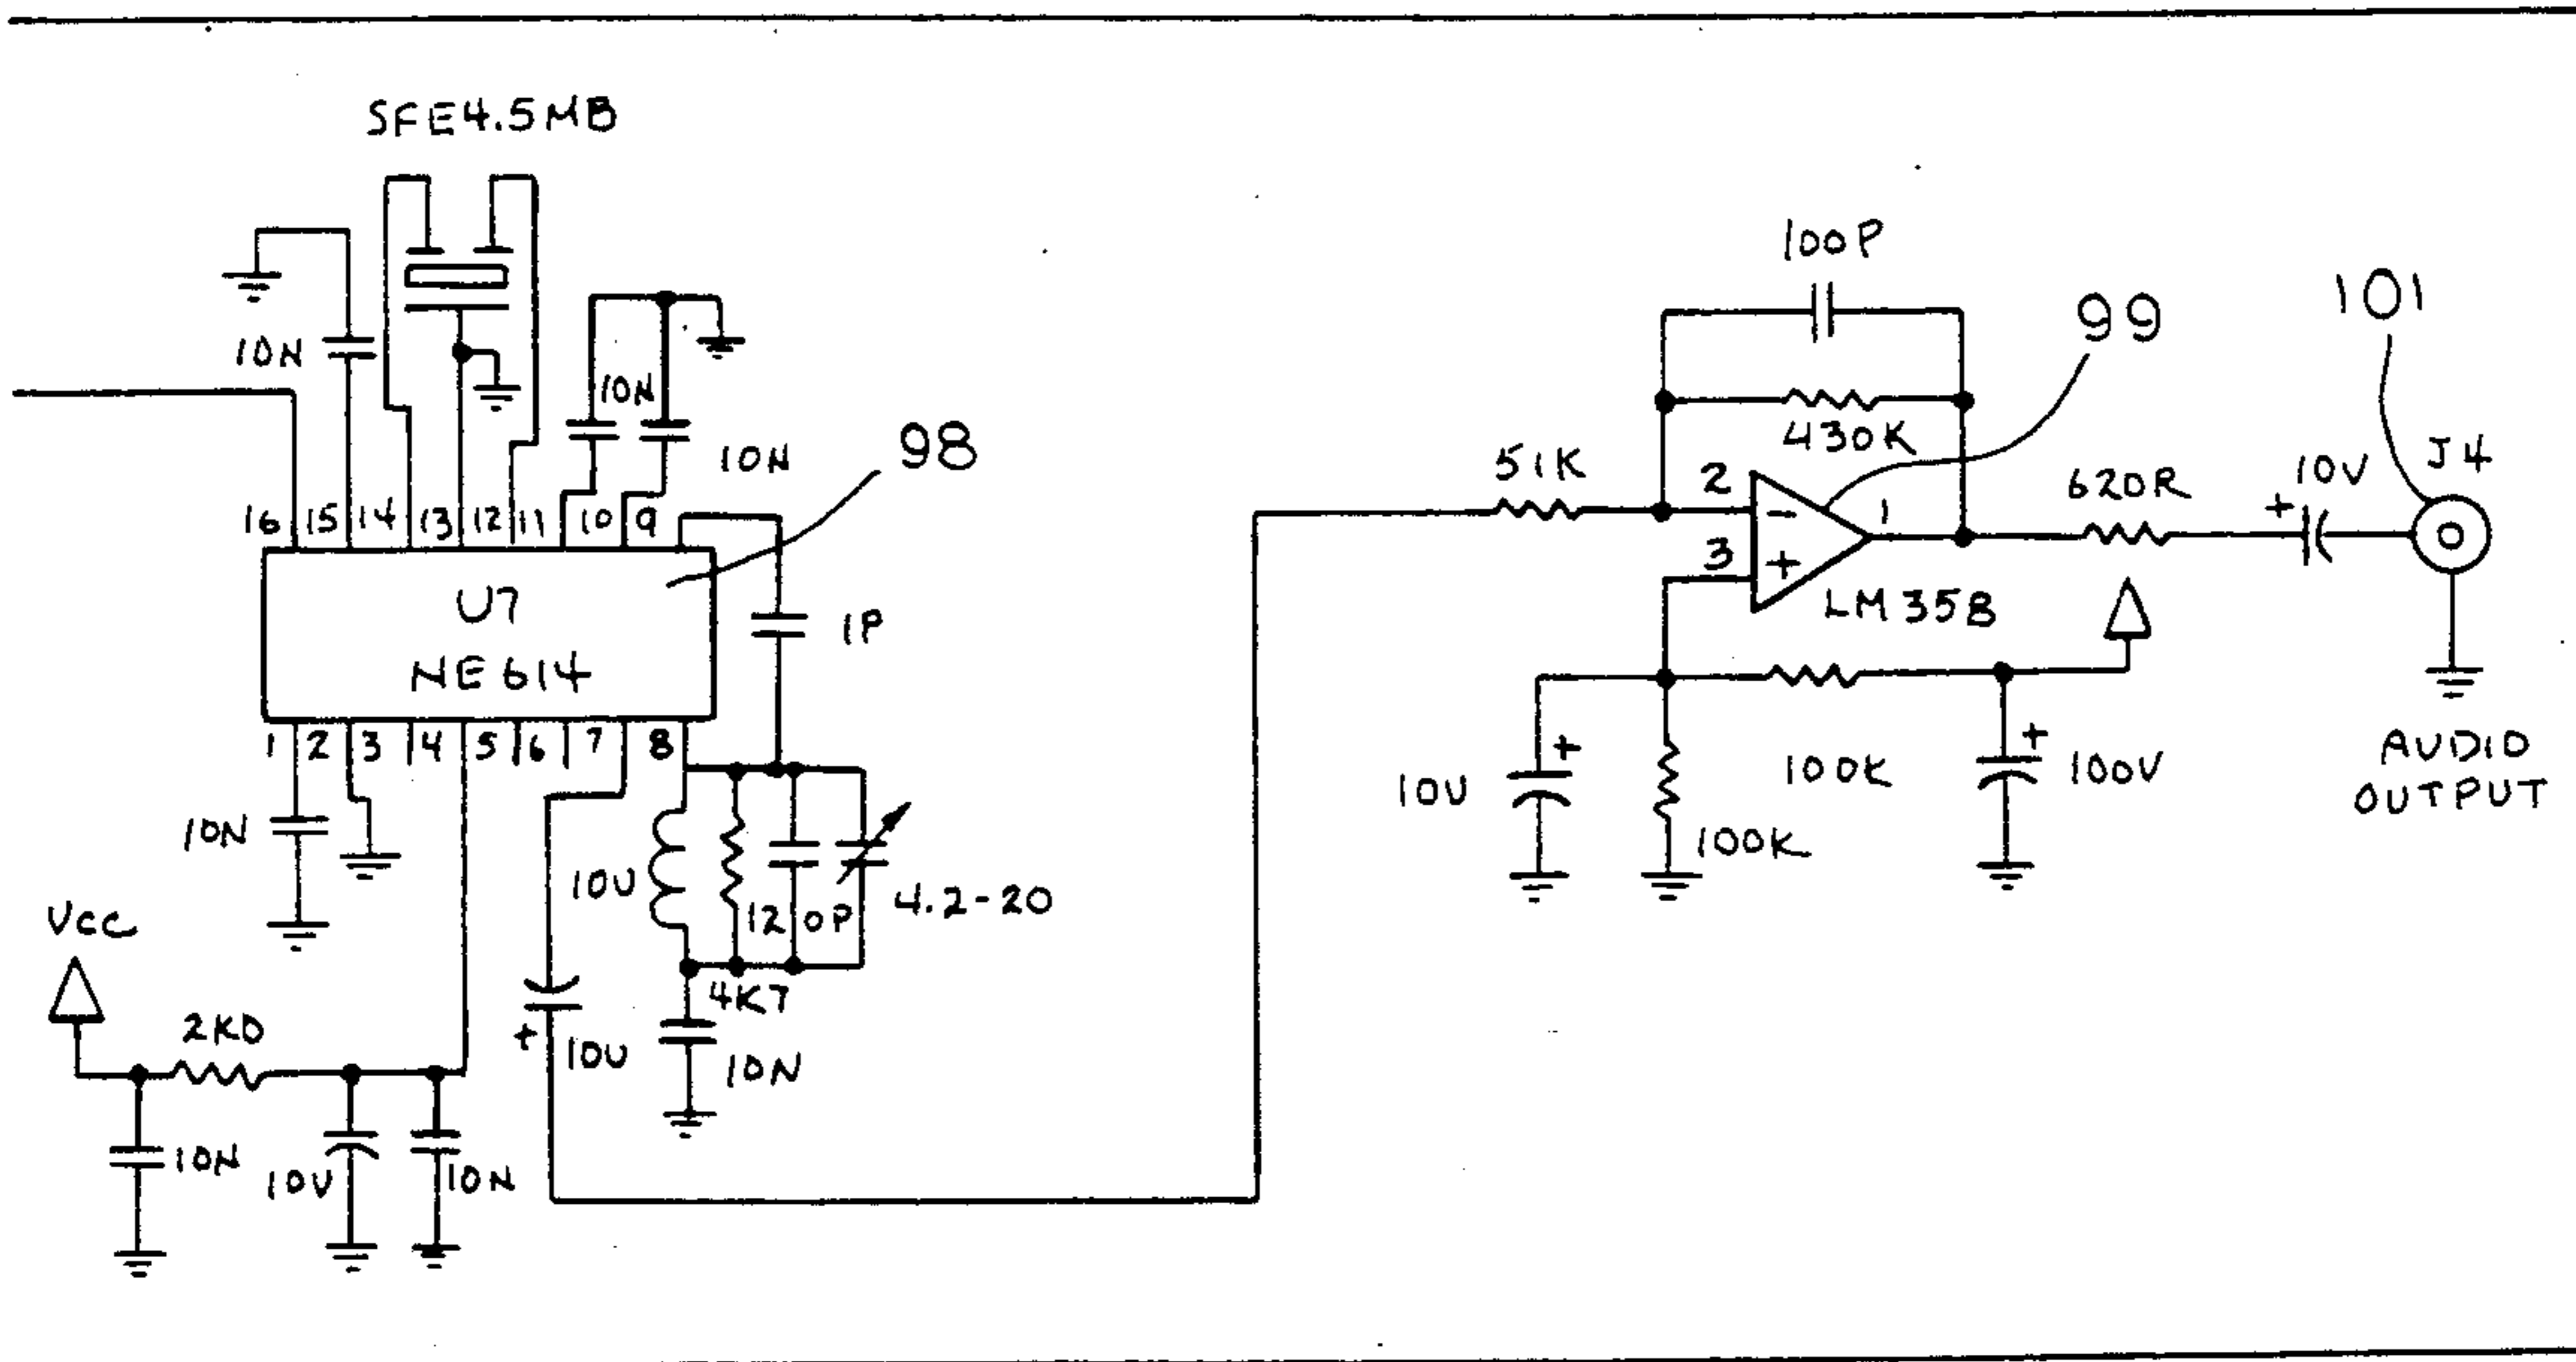 SFE4.5MB
100P
101
99
10N
10N
98
430K
10N
51K
620R
10V
J4
16 15 14 13 12 11 10 9
2
1
3
U7
1P
LM358
NE614
1 2 3 4 5 6 7 8
AUDIO
OUTPUT
10U
100K
100V
10N
100K
10U
120P
4.2-20
VCC
4K7
2K0
10U
10N
10N
10V
10N